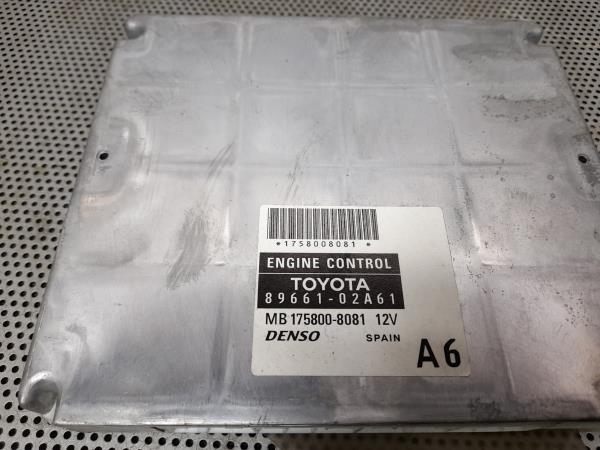 *1758008081*
ENGINE CONTROL
TOYOTA
89661-02A61
MB 175800-8081 12V
DENSO SPAIN A6